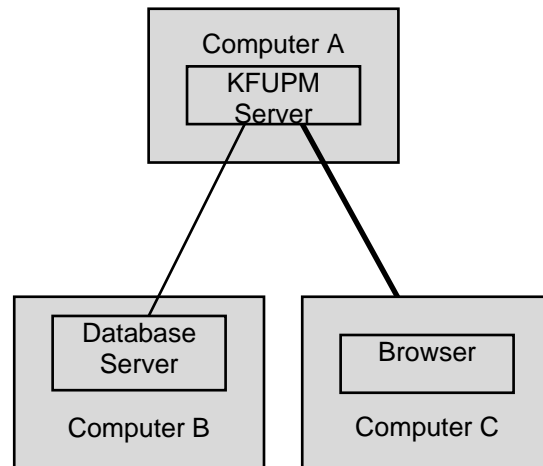 Computer A
KFUPM
Server
Database
Server
Computer B
Browser
Computer C